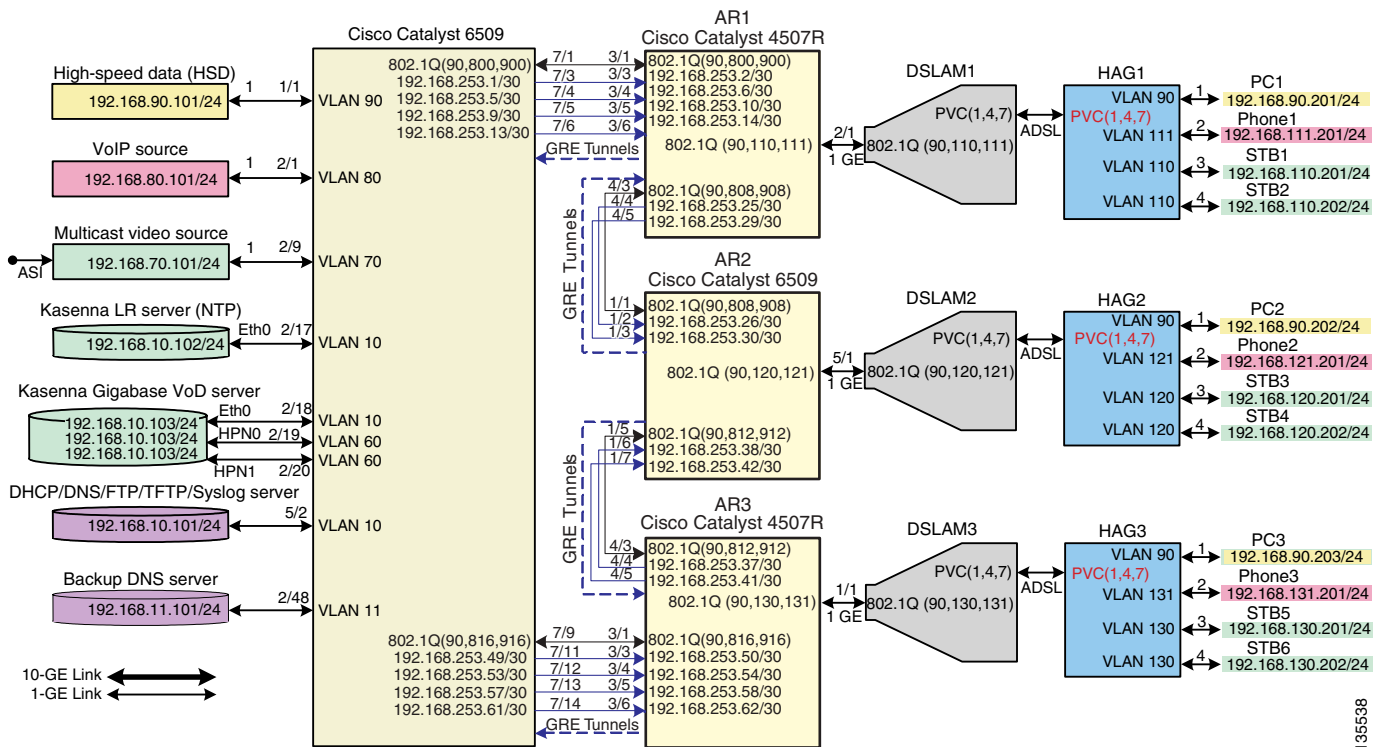 Cisco Catalyst 6509
High-speed data (HSD)
192.168.90.101/24
1
1/1
VLAN 90
VoIP source
192.168.80.101/24
1
2/1
VLAN 80
Multicast video source
ASI
192.168.70.101/24
1
2/9
VLAN 70
Kasenna LR server (NTP)
192.168.10.102/24
Eth0
2/17
VLAN 10
Kasenna Gigabase VoD server
192.168.10.103/24
192.168.10.103/24
192.168.10.103/24
Eth0
2/18
VLAN 10
HPN0
2/19
VLAN 60
HPN1
2/20
VLAN 60
DHCP/DNS/FTP/TFTP/Syslog server
192.168.10.101/24
5/2
VLAN 10
Backup DNS server
192.168.11.101/24
2/48
VLAN 11
10-GE Link
1-GE Link
802.1Q(90,800,900)
192.168.253.1/30
192.168.253.5/30
192.168.253.9/30
192.168.253.13/30
7/1 3/1
7/3 3/3
7/4 3/4
7/5 3/5
7/6 3/6
GRE Tunnels
802.1Q(90,816,916)
192.168.253.49/30
192.168.253.53/30
192.168.253.57/30
192.168.253.61/30
7/9 3/1
7/11 3/3
7/12 3/4
7/13 3/5
7/14 3/6
GRE Tunnels
AR1
Cisco Catalyst 4507R
802.1Q(90,800,900)
192.168.253.2/30
192.168.253.6/30
192.168.253.10/30
192.168.253.14/30
802.1Q (90,110,111)
4/3
4/4
4/5
802.1Q(90,808,908)
192.168.253.25/30
192.168.253.29/30
GRE Tunnels
AR2
Cisco Catalyst 6509
1/1
1/2
1/3
802.1Q(90,808,908)
192.168.253.26/30
192.168.253.30/30
802.1Q (90,120,121)
1/5
1/6
1/7
802.1Q(90,812,912)
192.168.253.38/30
192.168.253.42/30
GRE Tunnels
AR3
Cisco Catalyst 4507R
4/3
4/4
4/5
802.1Q(90,812,912)
192.168.253.37/30
192.168.253.41/30
802.1Q (90,130,131)
802.1Q(90,816,916)
192.168.253.50/30
192.168.253.54/30
192.168.253.58/30
192.168.253.62/30
2/1
1 GE
DSLAM1
PVC(1,4,7)
802.1Q (90,110,111)
ADSL
HAG1
VLAN 90
PVC(1,4,7)
VLAN 111
VLAN 110
VLAN 110
1
PC1
192.168.90.201/24
2
Phone1
192.168.111.201/24
3
STB1
192.168.110.201/24
4
STB2
192.168.110.202/24
5/1
1 GE
DSLAM2
PVC(1,4,7)
802.1Q (90,120,121)
ADSL
HAG2
VLAN 90
PVC(1,4,7)
VLAN 121
VLAN 120
VLAN 120
1
PC2
192.168.90.202/24
2
Phone2
192.168.121.201/24
3
STB3
192.168.120.201/24
4
STB4
192.168.120.202/24
1/1
1 GE
DSLAM3
PVC(1,4,7)
802.1Q (90,130,131)
ADSL
HAG3
VLAN 90
PVC(1,4,7)
VLAN 131
VLAN 130
VLAN 130
1
PC3
192.168.90.203/24
2
Phone3
192.168.131.201/24
3
STB5
192.168.130.201/24
4
STB6
192.168.130.202/24
135538